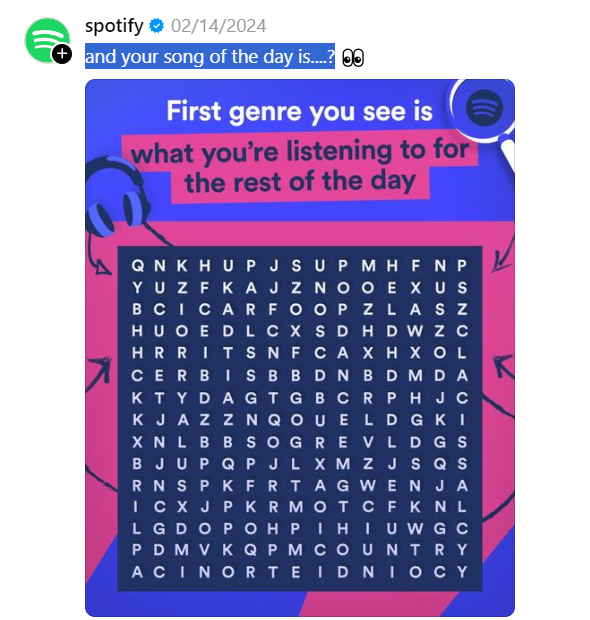 spotify 02/14/2024
and your song of the day is....?
First genre you see is
what you're listening to for
the rest of the day
Q N K H U P J S U P M H F N P
Y U Z F K A J Z N O O E X U S
B C I C A R F O O P Z L A S Z
H U O E D L C X S D H D W Z C
H R R I T S N F C A X H X O L
C E R B I S B B D N B D M D A
K T Y D A G T G B C R P H J C
K J A Z Z N Q O U E L D G K I
X N L B B S O G R E V L D G S
B J U P Q P J L X M Z J S Q S
R N S P K F R T A G W E N J A
I C X J P K R M O T C F K N L
L G D O P O H P I H I U W G C
P D M V K Q P M C O U N T R Y
A C I N O R T E I D N I O C Y